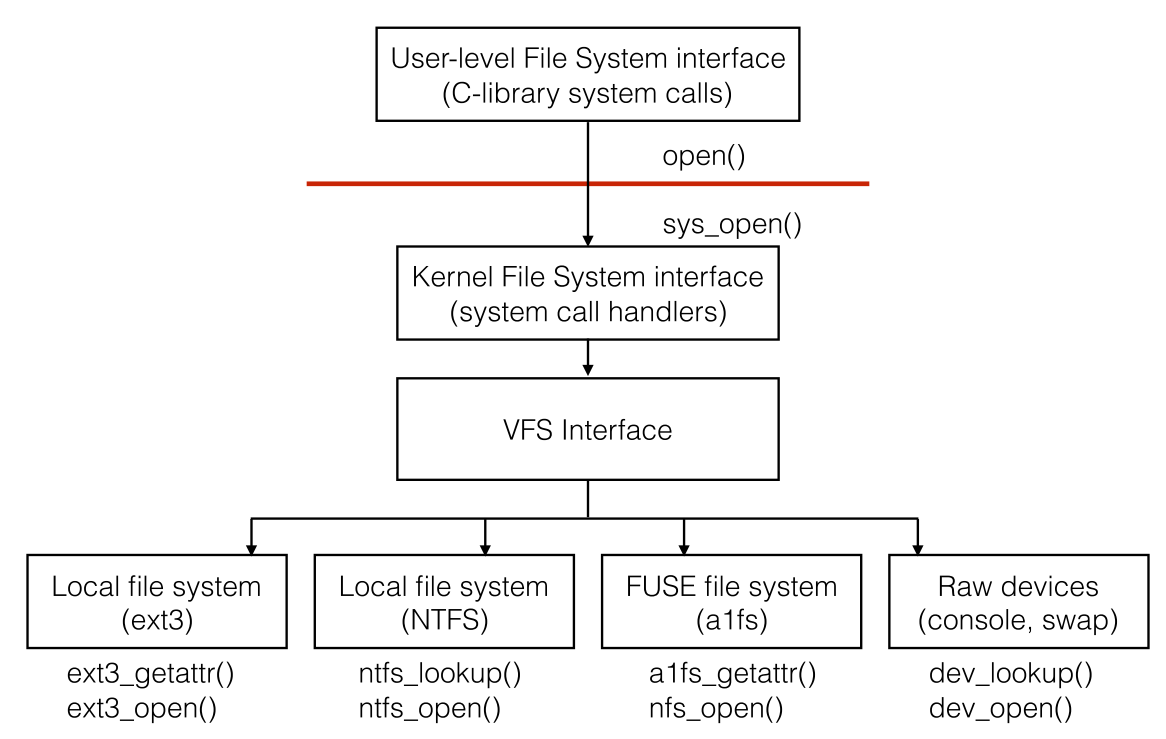 User-level File System interface
(C-library system calls)
open()
sys_open()
Kernel File System interface
(system call handlers)
VFS Interface
Local file system
(ext3)
ext3_getattr()
ext3_open()
Local file system
(NTFS)
ntfs_lookup()
ntfs_open()
FUSE file system
(a1fs)
a1fs_getattr()
nfs_open()
Raw devices
(console, swap)
dev_lookup()
dev_open()